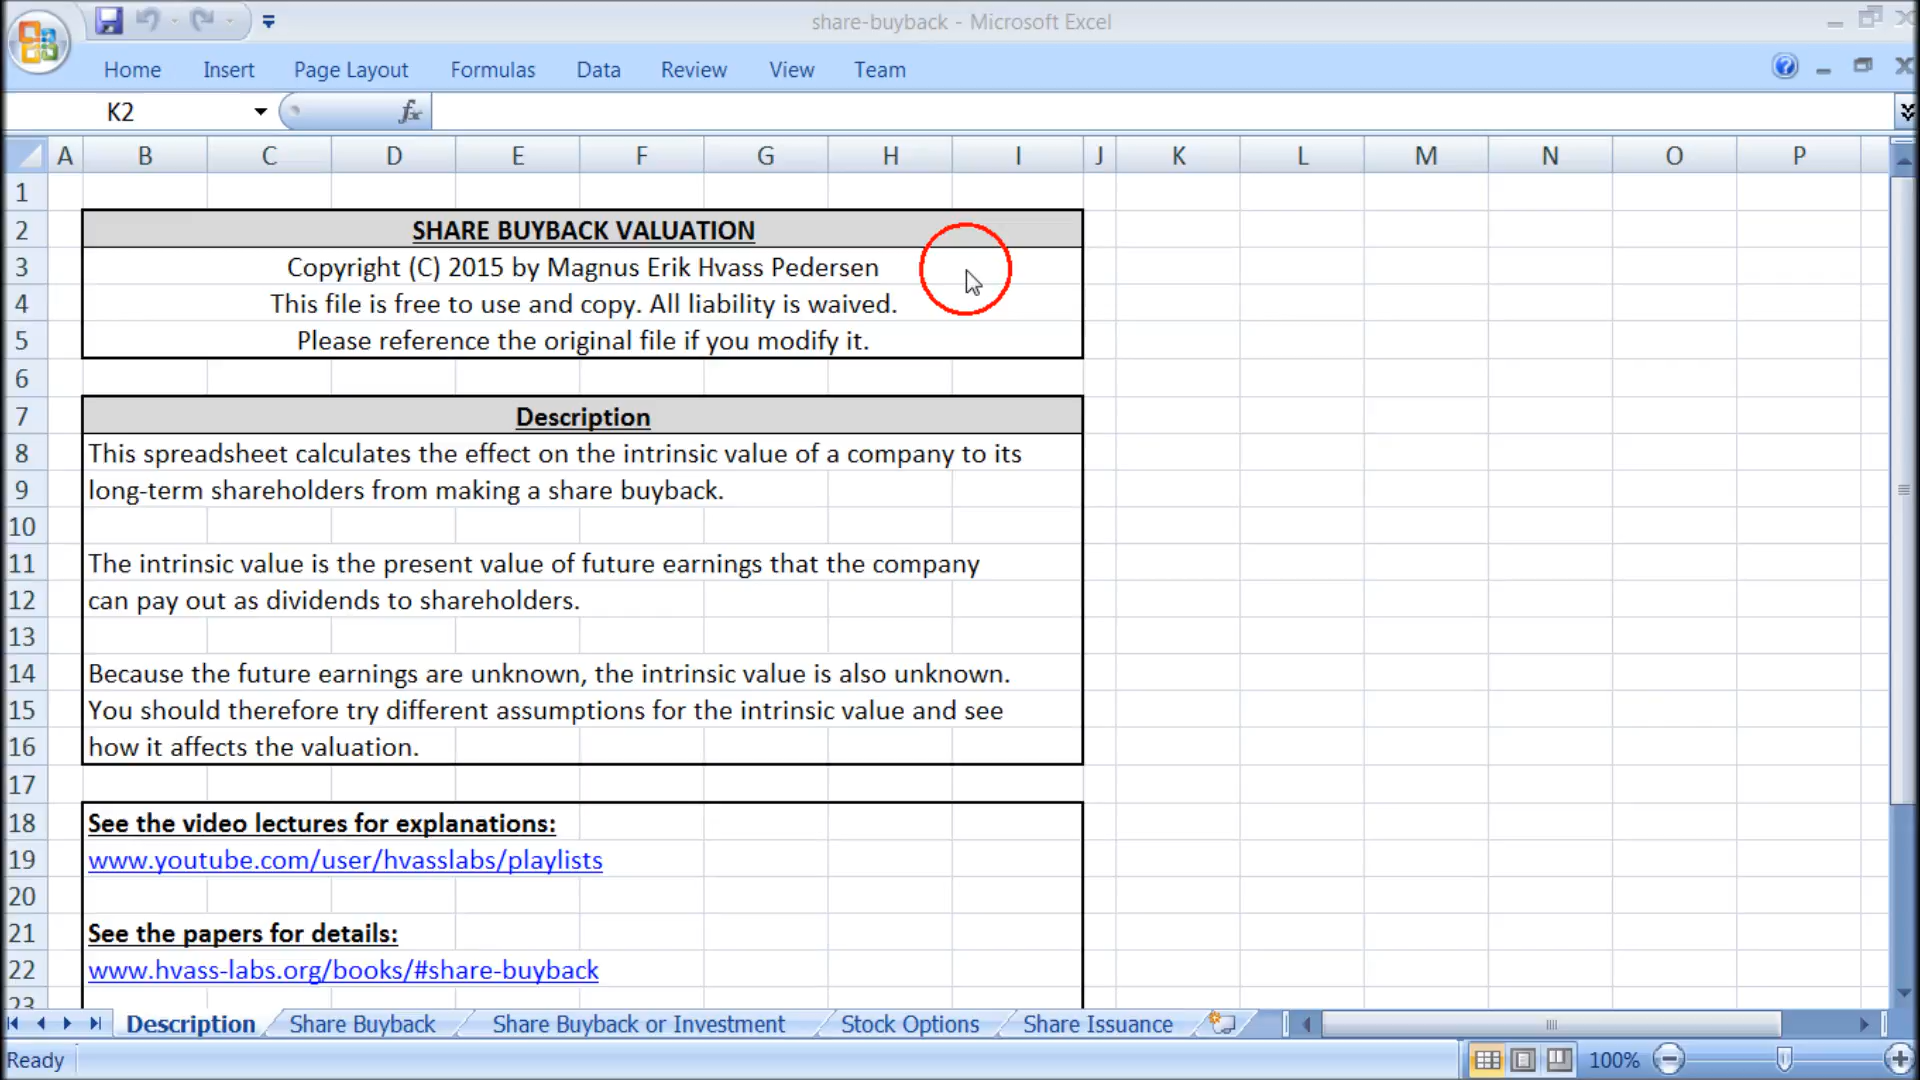 share-buyback - Microsoft Excel
Home Insert Page Layout Formulas Data Review View Team
K2 fx
A B C D E F G H I J K L M N O P
1
2 SHARE BUYBACK VALUATION
3 Copyright (C) 2015 by Magnus Erik Hvass Pedersen
4 This file is free to use and copy. All liability is waived.
5 Please reference the original file if you modify it.
6
7 Description
8 This spreadsheet calculates the effect on the intrinsic value of a company to its
9 long-term shareholders from making a share buyback.
10
11 The intrinsic value is the present value of future earnings that the company
12 can pay out as dividends to shareholders.
13
14 Because the future earnings are unknown, the intrinsic value is also unknown.
15 You should therefore try different assumptions for the intrinsic value and see
16 how it affects the valuation.
17
18 See the video lectures for explanations:
19 www.youtube.com/user/hvasslabs/playlists
20
21 See the papers for details:
22 www.hvass-labs.org/books/#share-buyback
23
Description Share Buyback Share Buyback or Investment Stock Options Share Issuance
Ready 100%